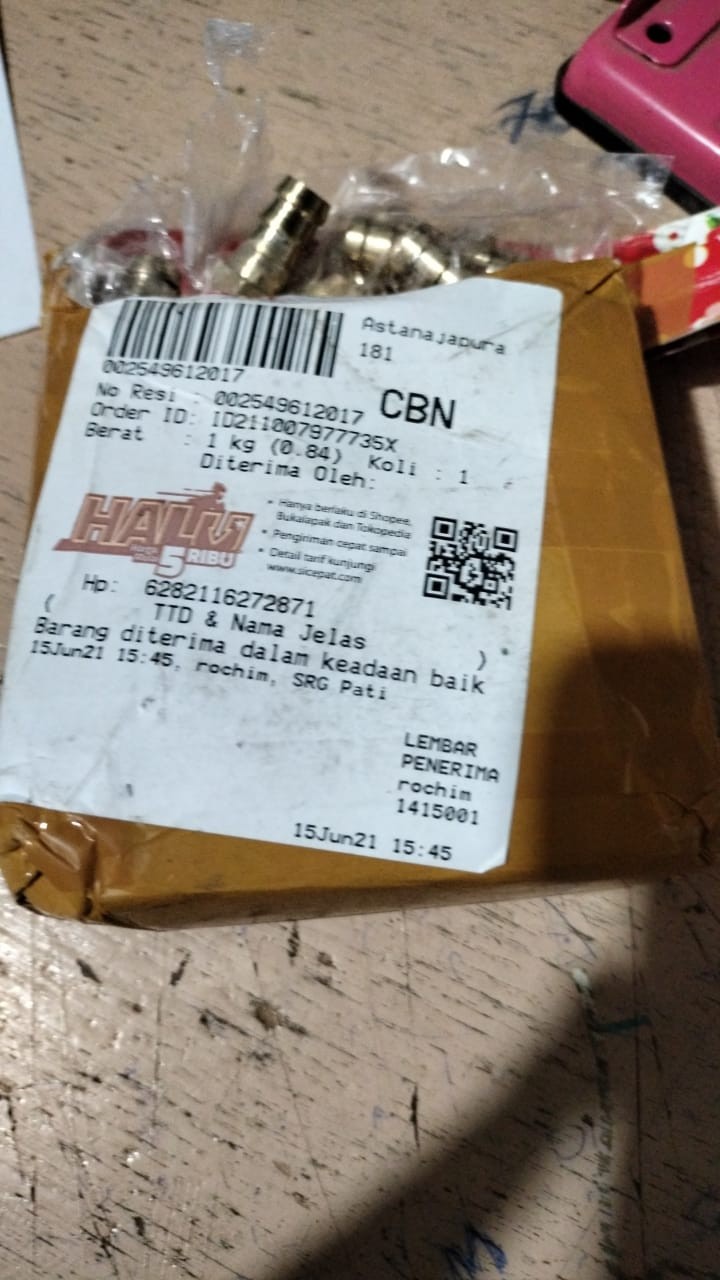 Astanajapura
181
002549612017
CBN
No Resi : 002549612017
Order ID: ID211007977735X
Berat : 1 kg (0.84) Koli : 1
Diterima Oleh:
HALU
5 RIBU
• Hanya berlaku di Shopee,
Bukalapak dan Tokopedia
• Pengiriman cepat sampai
• Detail tarif kunjungi
www.sicepat.com
Hp: 6282116272871
TTD & Nama Jelas
( )
Barang diterima dalam keadaan baik
15Jun21 15:45, rochim, SRG Pati
LEMBAR
PENERIMA
rochim
1415001
15Jun21 15:45